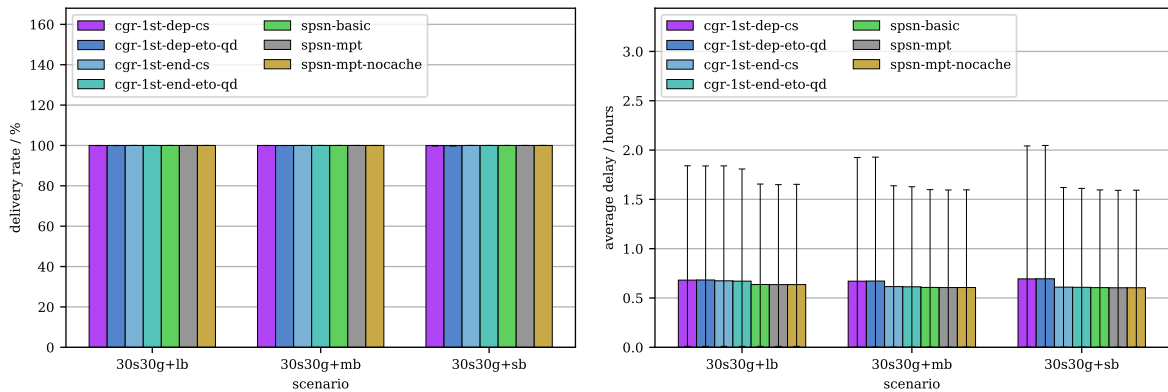 delivery rate / %
160
140
120
100
80
60
40
20
0
cgr-1st-dep-cs
cgr-1st-dep-eto-qd
cgr-1st-end-cs
cgr-1st-end-eto-qd
spsn-basic
spsn-mpt
spsn-mpt-nocache
30s30g+lb
30s30g+mb
30s30g+sb
scenario
average delay / hours
3.0
2.5
2.0
1.5
1.0
0.5
0.0
cgr-1st-dep-cs
cgr-1st-dep-eto-qd
cgr-1st-end-cs
cgr-1st-end-eto-qd
spsn-basic
spsn-mpt
spsn-mpt-nocache
30s30g+lb
30s30g+mb
30s30g+sb
scenario